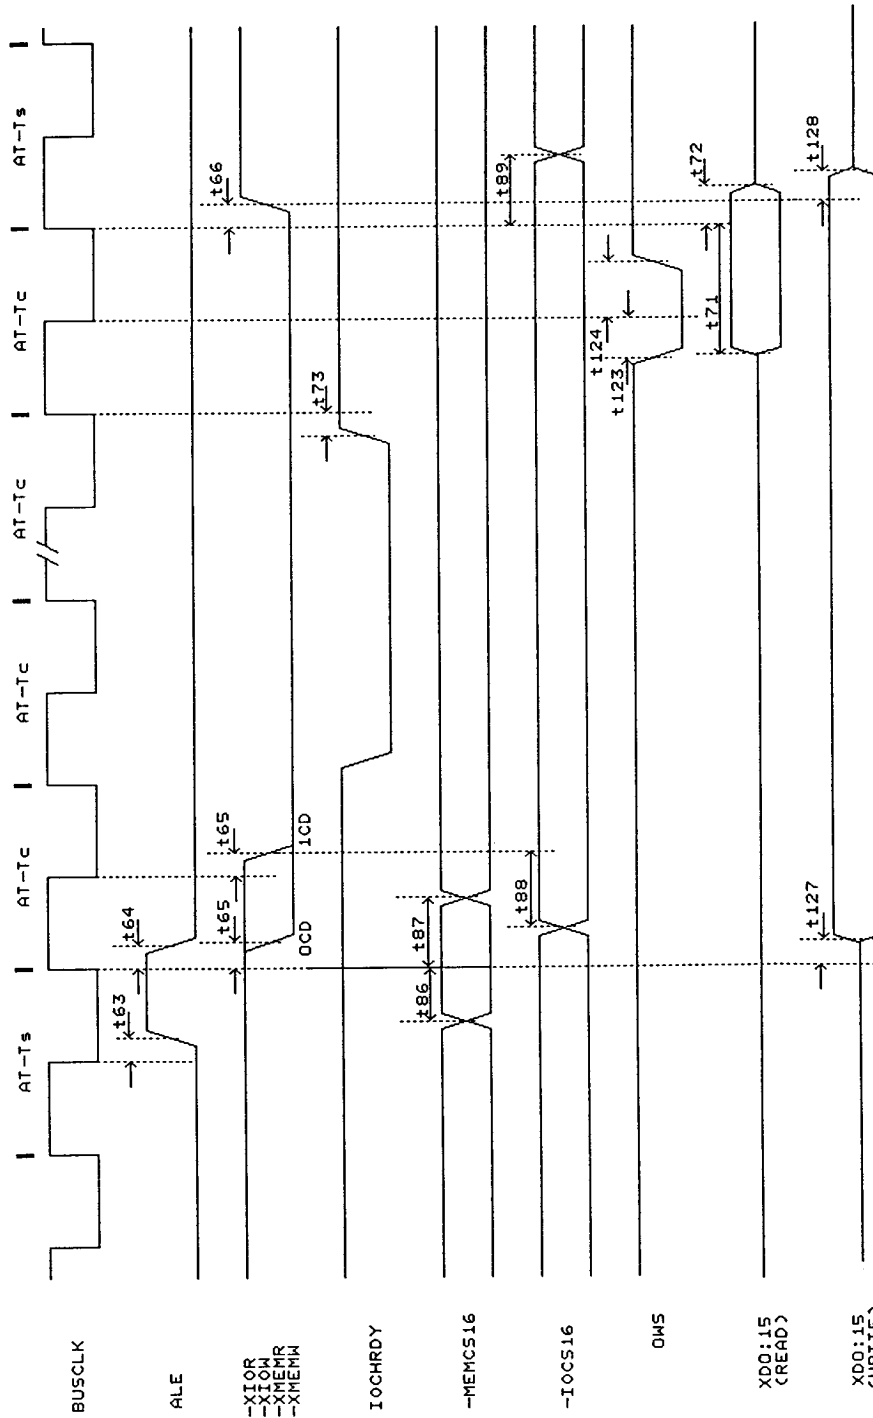 AT-Ts AT-Tc AT-Tc AT-Tc AT-Tc AT-Ts
BUSCLK
t63 t64
ALE
t65 t65 t66
-XIOR
-XIOW
-XMEMR
-XMEMW
0CD 1CD
t73
IOCHRDY
t86 t87
-MEMCS16
t88 t89
-IOCS16
t123 t124
0WS
t71 t72
XD0:15
(READ)
t127 t128
XD0:15